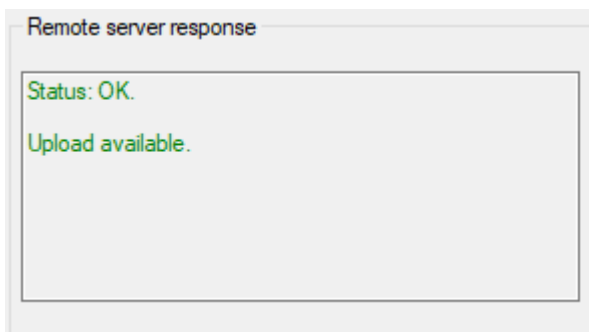 Remote server response
Status: OK.
Upload available.